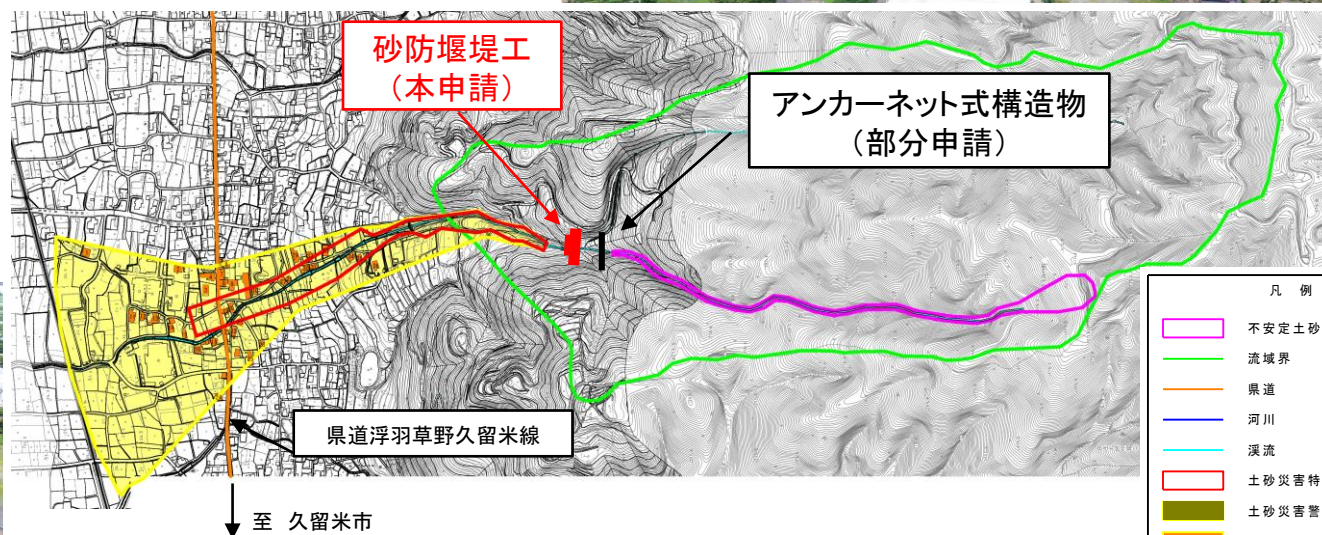 砂防堰堤工
（本申請）
アンカーネット式構造物
（部分申請）
県道浮羽草野久留米線
至 久留米市
凡 例
不安定土砂
流域界
県道
河川
渓流
土砂災害特
土砂災害警